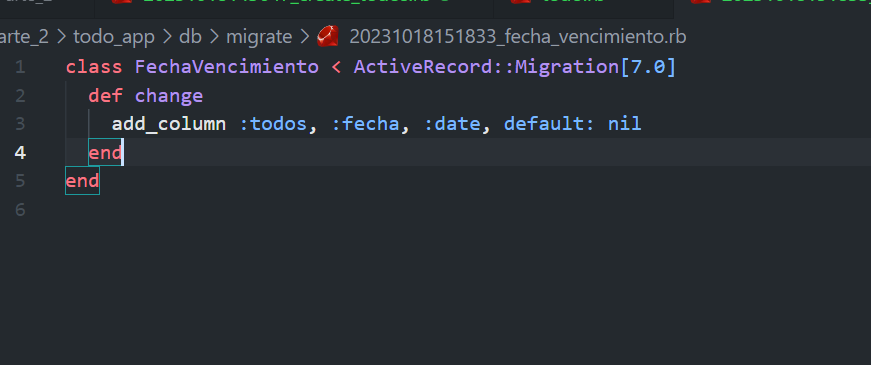 arte_2 > todo_app > db > migrate > 20231018151833_fecha_vencimiento.rb
1 class FechaVencimiento < ActiveRecord::Migration[7.0]
2 def change
3 add_column :todos, :fecha, :date, default: nil
4 end
5 end
6